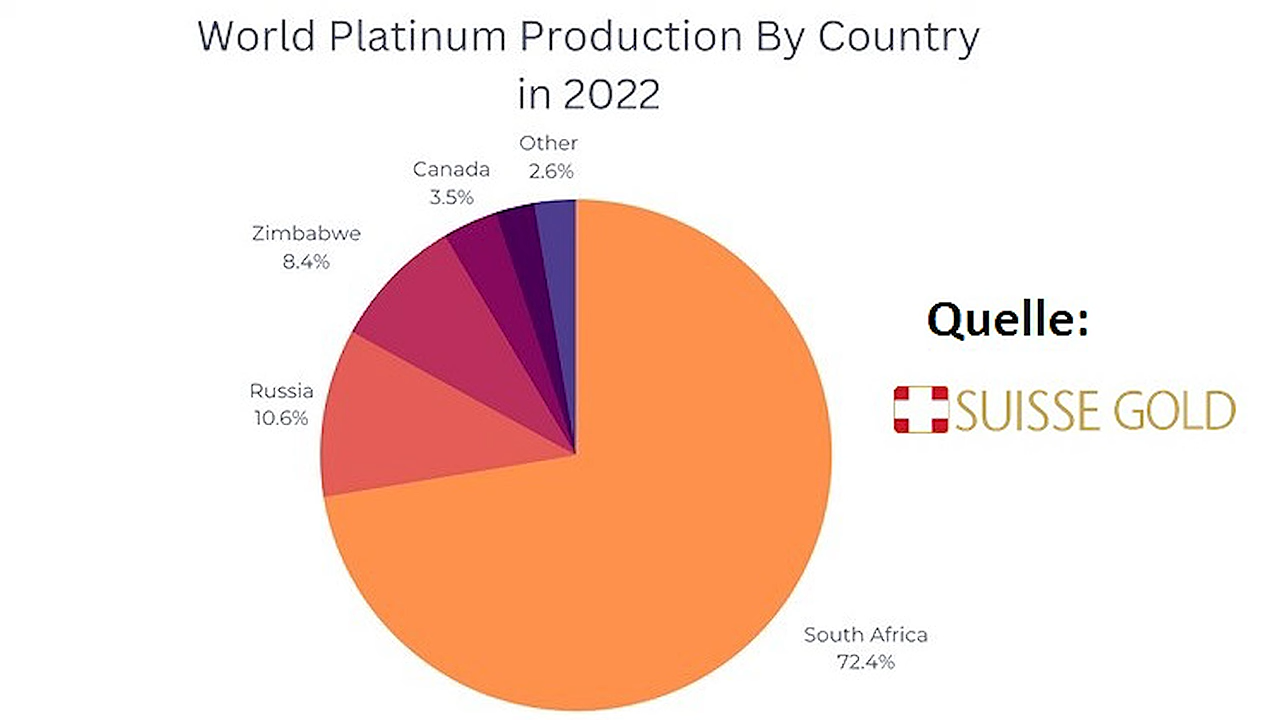 World Platinum Production By Country
in 2022
Other
2.6%
Canada
3.5%
Zimbabwe
8.4%
Russia
10.6%
Quelle:
SUISSE GOLD
South Africa
72.4%